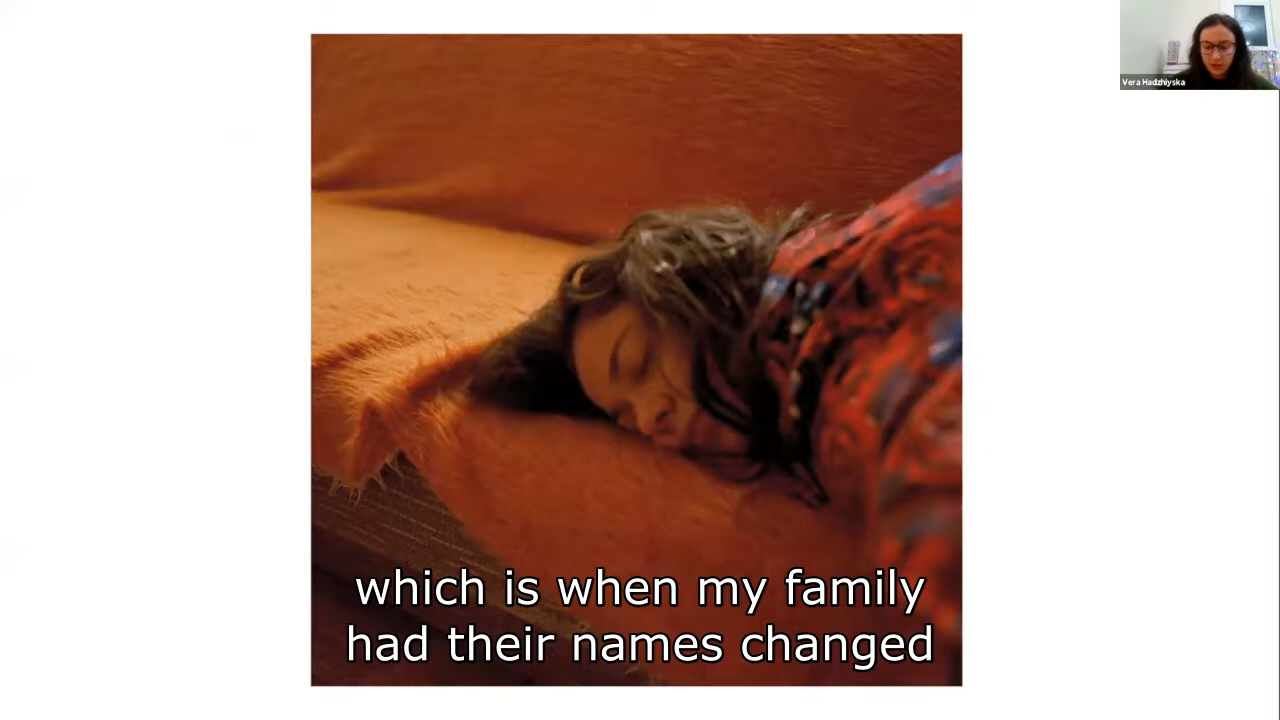 Vera Hadzhiyska
which is when my family
had their names changed